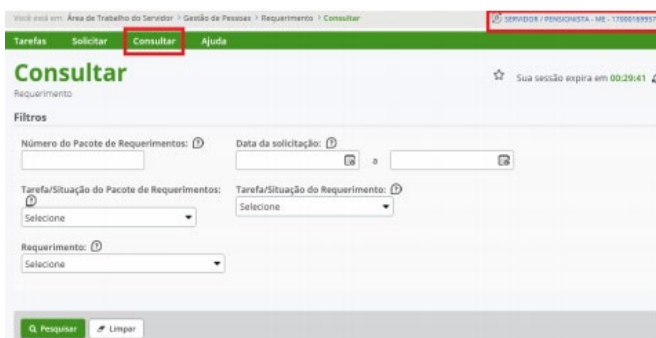 Você está em: Área de Trabalho do Servidor > Gestão de Pessoas > Requerimento > Consultar
SERVIDOR / PENSIONISTA - ME - 17000169957
Tarefas Solicitar Consultar Ajuda
Consultar
Requerimento
Sua sessão expira em 00:29:41
Filtros
Número do Pacote de Requerimentos: Data da solicitação:
a
Tarefa/Situação do Pacote de Requerimentos: Tarefa/Situação do Requerimento:
Selecione Selecione
Requerimento:
Selecione
Pesquisar Limpar